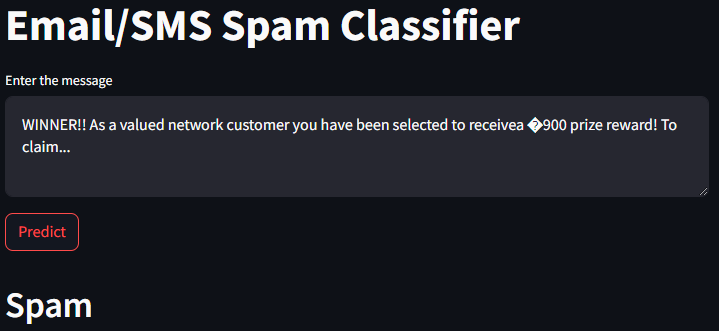 Email/SMS Spam Classifier
Enter the message
WINNER!! As a valued network customer you have been selected to receivea �900 prize reward! To
claim...
Predict
Spam